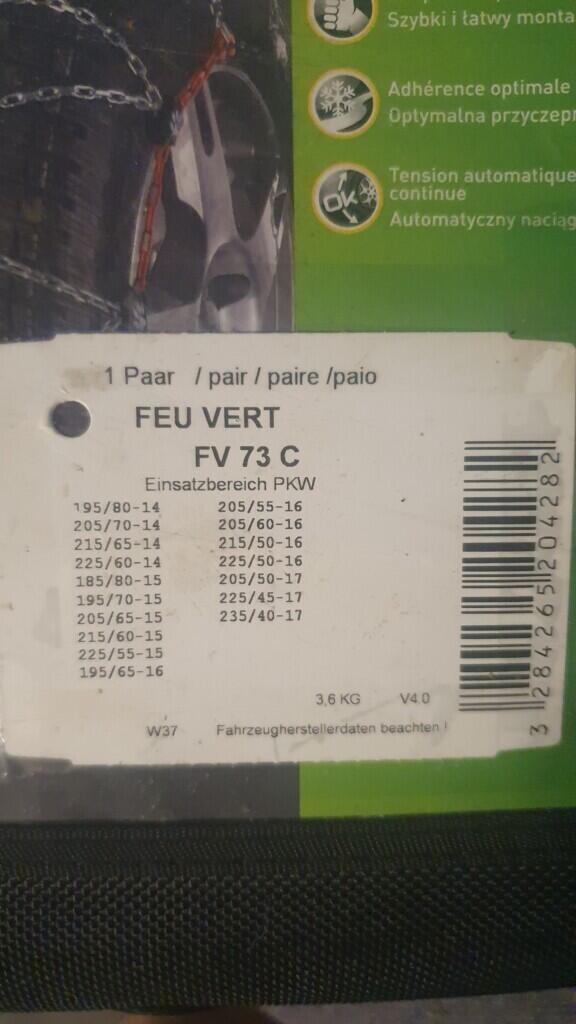 Szybki i łatwy monta
Adhérence optimale
Optymalna przyczepn
OK
Tension automatique
continue
Automatyczny naciąg
1 Paar / pair / paire /paio
FEU VERT
FV 73 C
Einsatzbereich PKW
195/80-14 205/55-16
205/70-14 205/60-16
215/65-14 215/50-16
225/60-14 225/50-16
185/80-15 205/50-17
195/70-15 225/45-17
205/65-15 235/40-17
215/60-15
225/55-15
195/65-16
3,6 KG V4.0
W37 Fahrzeugherstellerdaten beachten !
3 284265 204282